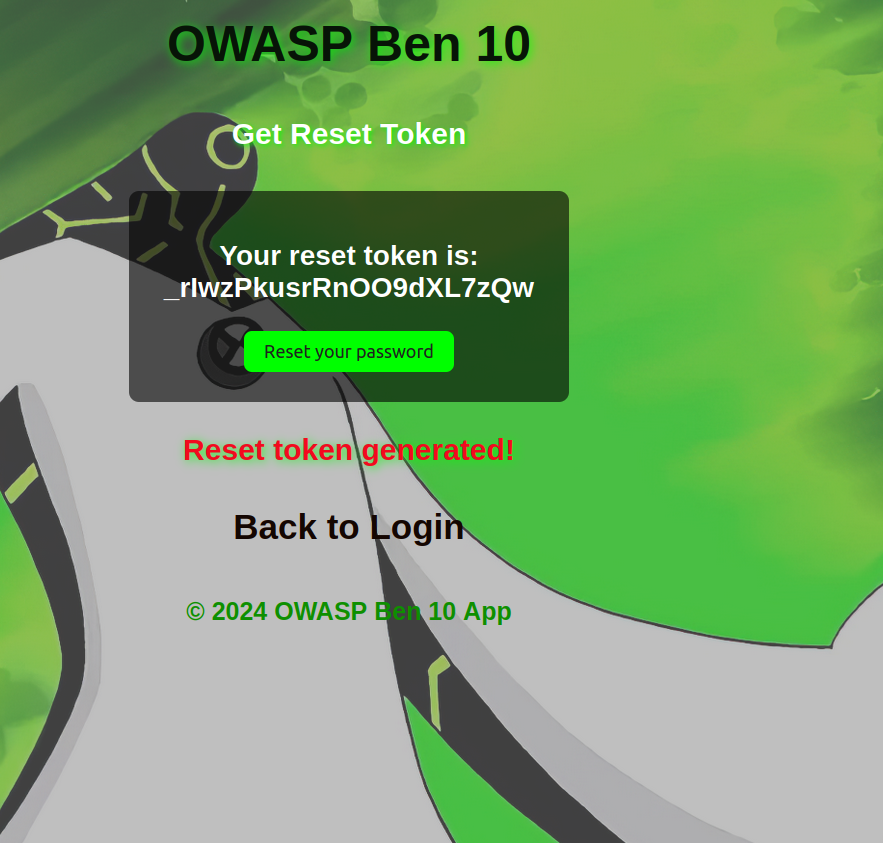 OWASP Ben 10
Get Reset Token
Your reset token is:
_rIwzPkusrRnOO9dXL7zQw
Reset your password
Reset token generated!
Back to Login
© 2024 OWASP Ben 10 App